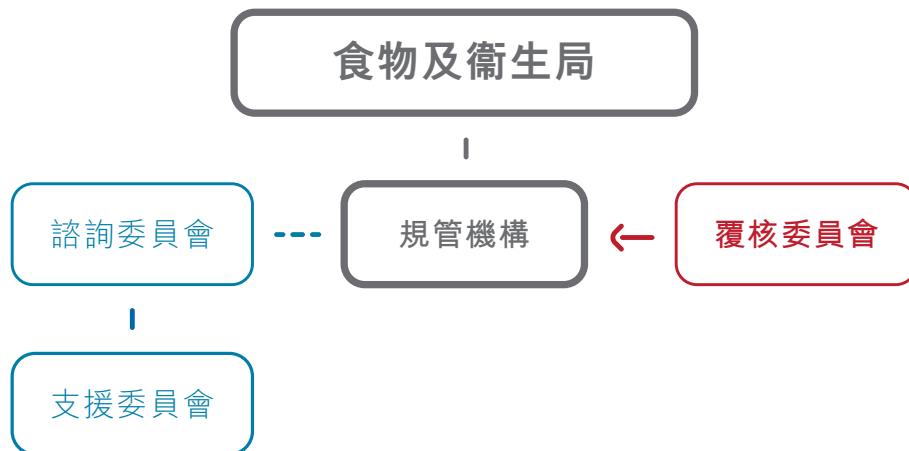 食物及衞生局
諮詢委員會
規管機構
覆核委員會
支援委員會